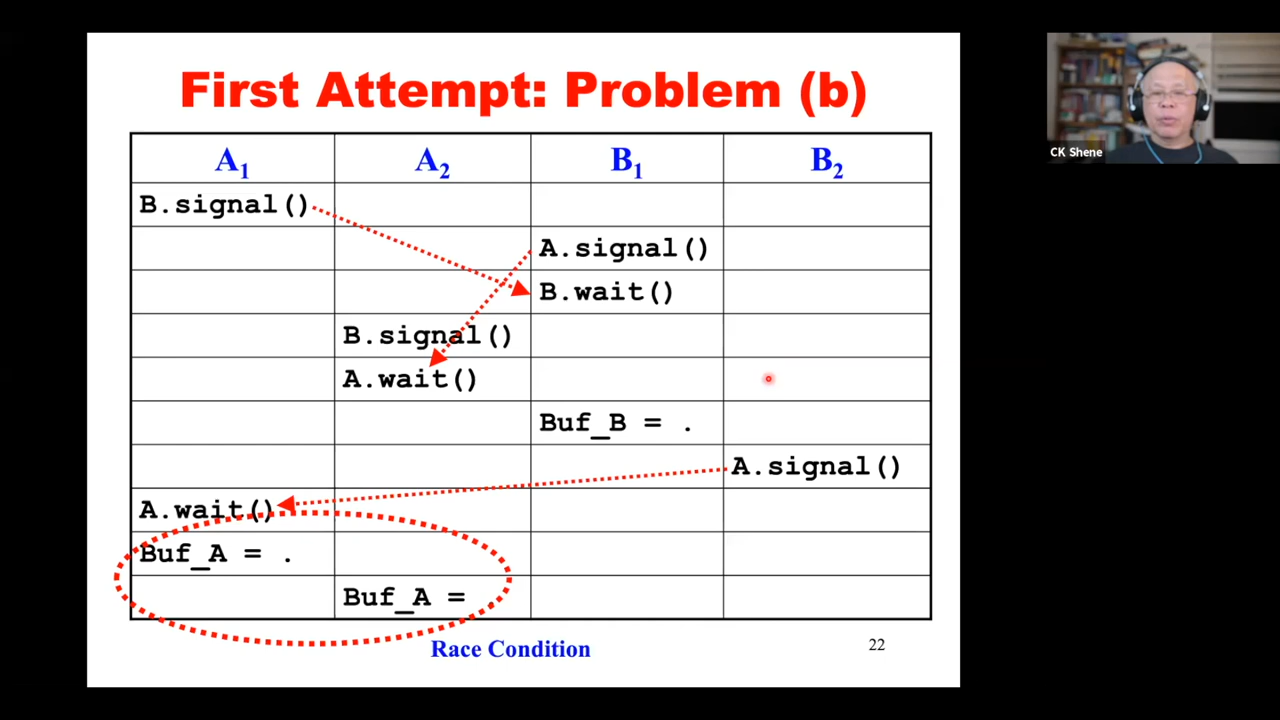 First Attempt: Problem (b)
A1 A2 B1 B2
B.signal()
A.signal()
B.wait()
B.signal()
A.wait()
Buf_B = .
A.signal()
A.wait()
Buf_A = .
Buf_A = .
Race Condition
22
CK Shene